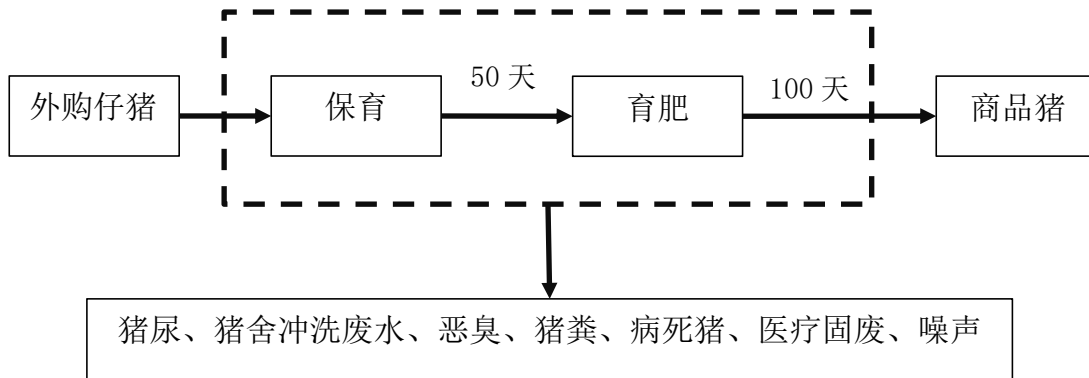 外购仔猪
保育
50 天
育肥
100 天
商品猪
猪尿、猪舍冲洗废水、恶臭、猪粪、病死猪、医疗固废、噪声